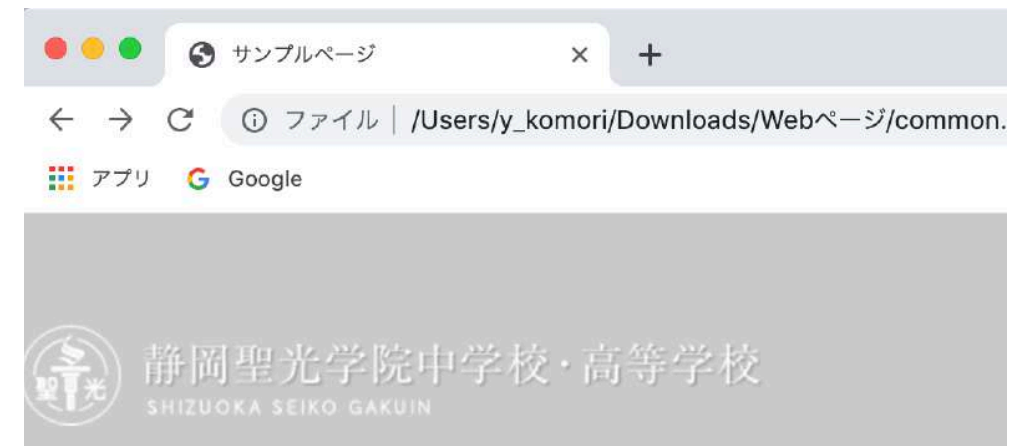 サンプルページ
ファイル | /Users/y_komori/Downloads/Webページ/common.
アプリ Google
静岡聖光学院中学校・高等学校
聖光
SHIZUOKA SEIKO GAKUIN